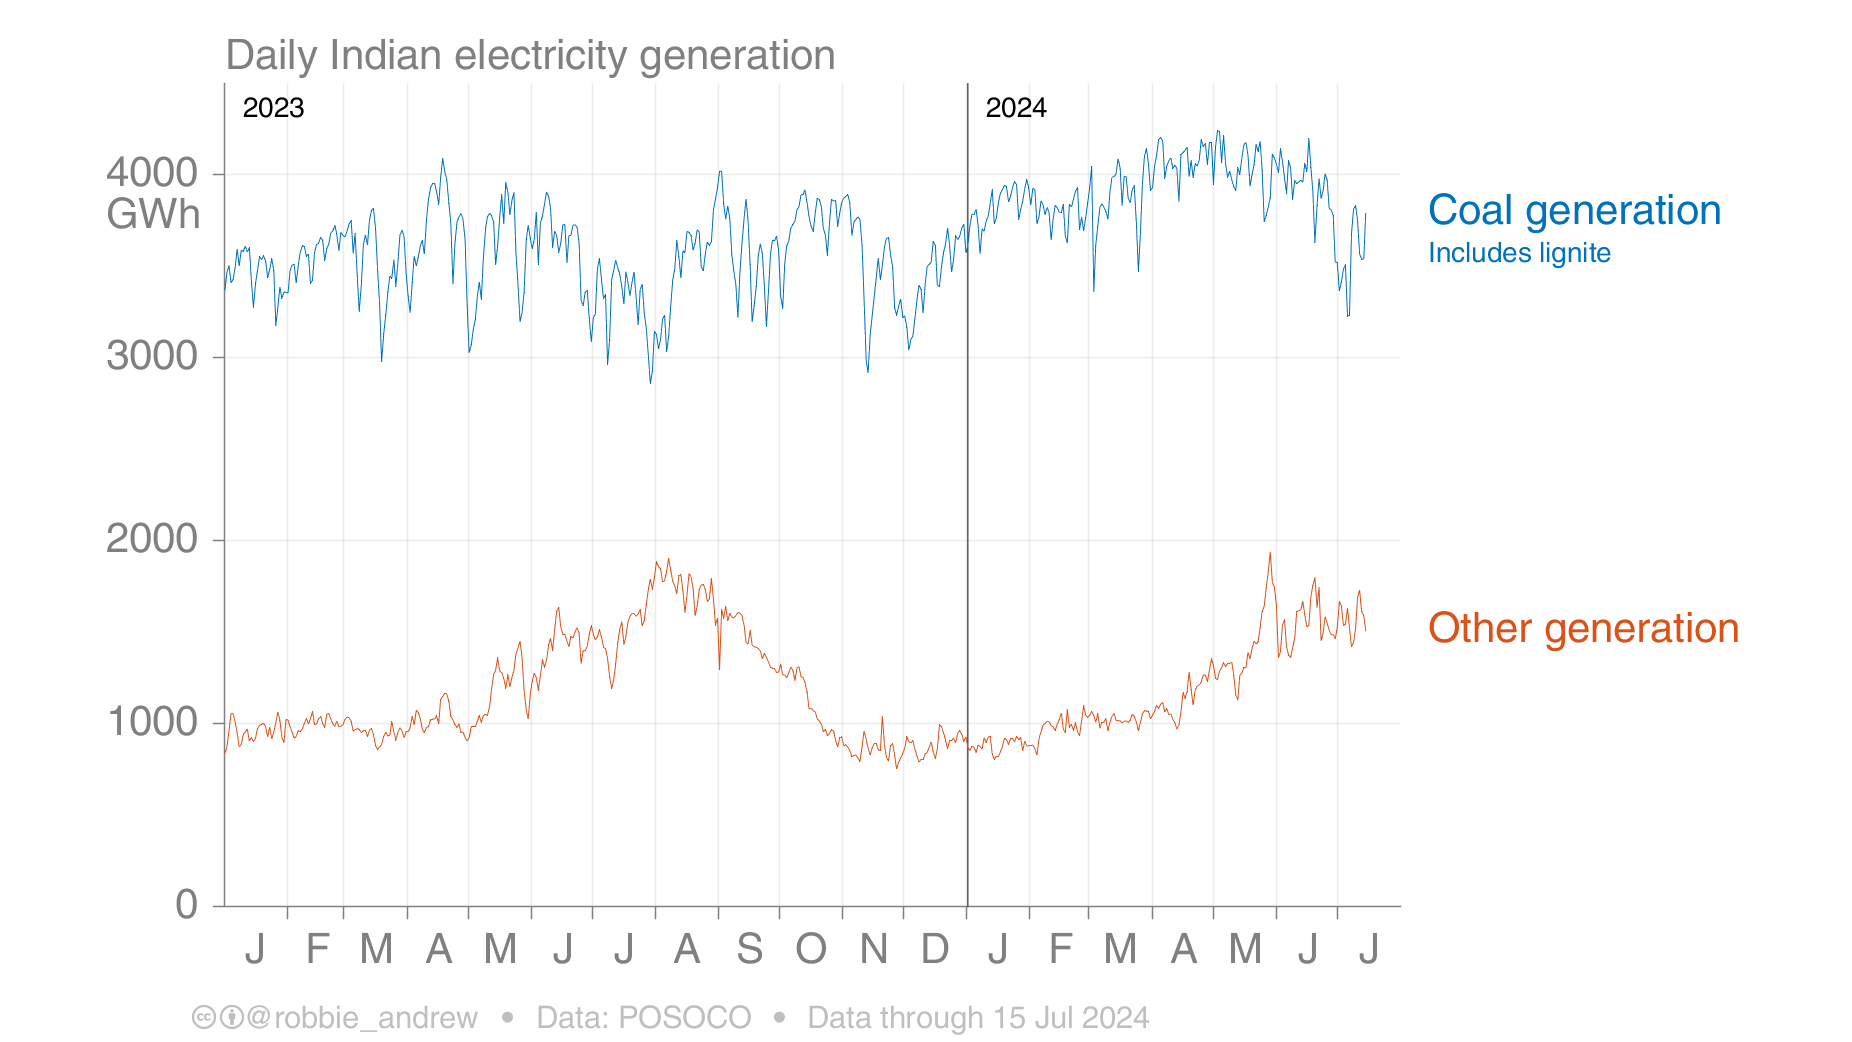 Daily Indian electricity generation
2023
2024
4000
GWh
3000
2000
1000
0
Coal generation
Includes lignite
Other generation
J F M A M J J A S O N D J F M A M J J
cc @robbie_andrew • Data: POSOCO • Data through 15 Jul 2024